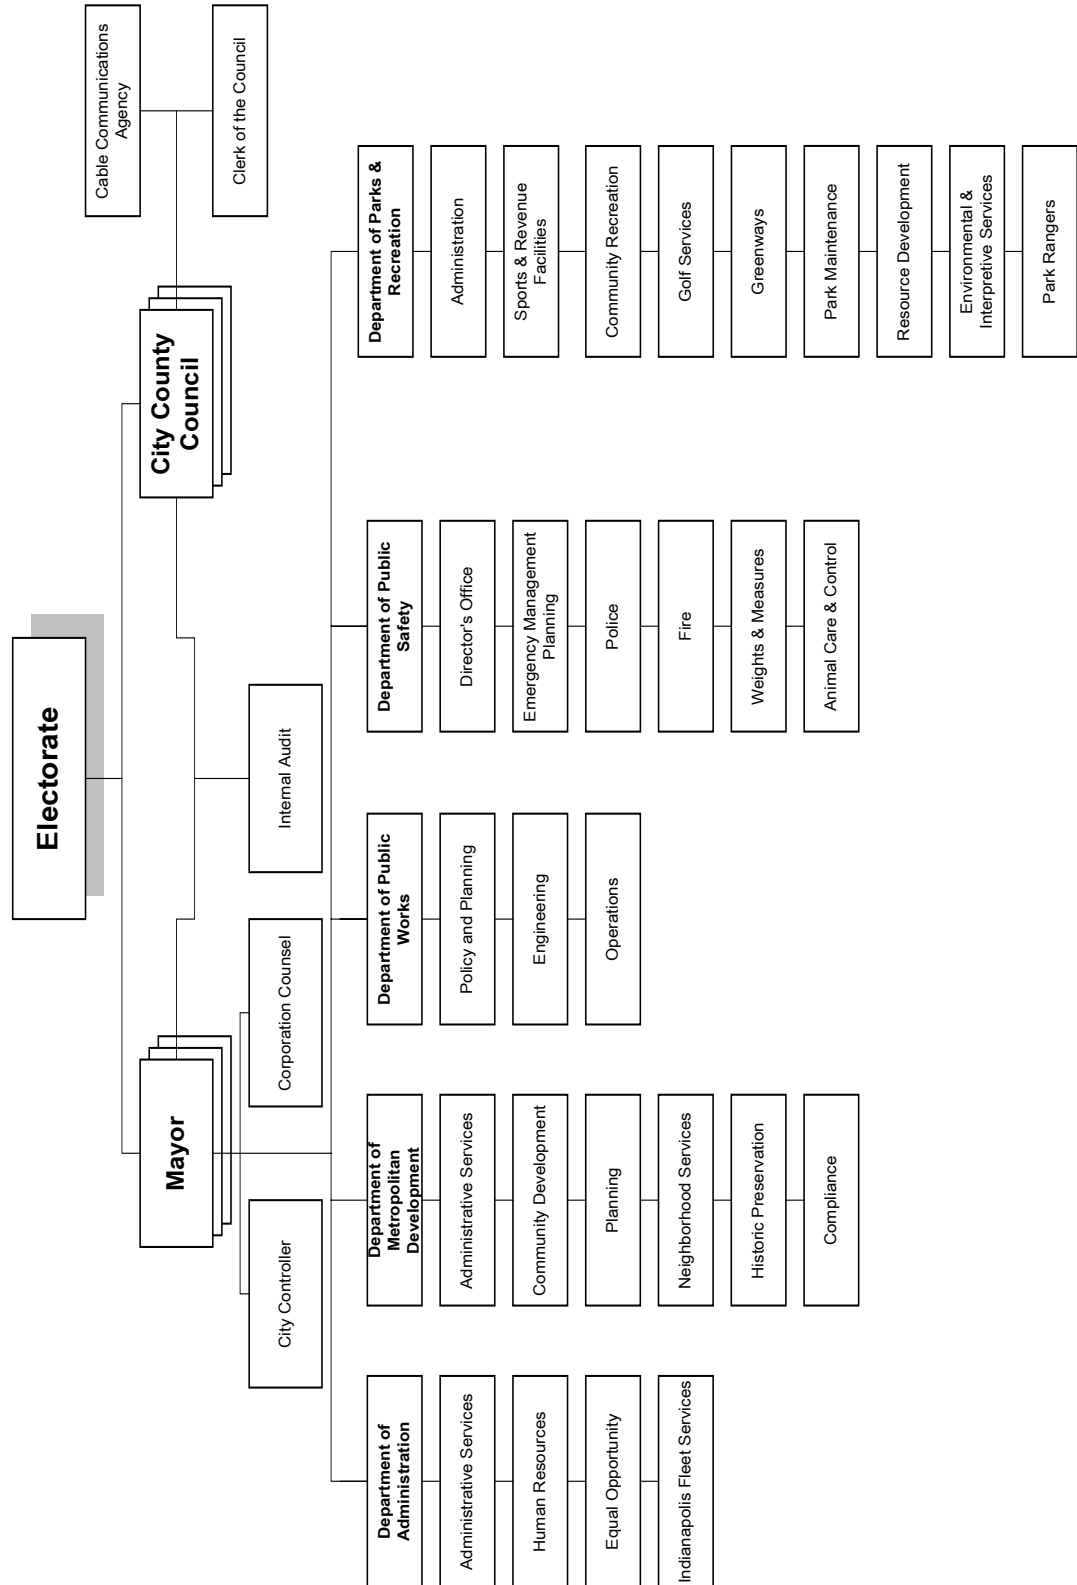 Electorate
Mayor
City County
Council
Cable Communications
Agency
Clerk of the Council
City Controller
Corporation Counsel
Internal Audit
Department of
Administration
Administrative Services
Human Resources
Equal Opportunity
Indianapolis Fleet Services
Department of
Metropolitan
Development
Administrative Services
Community Development
Planning
Neighborhood Services
Historic Preservation
Compliance
Department of Public
Works
Policy and Planning
Engineering
Operations
Department of Public
Safety
Director's Office
Emergency Management
Planning
Police
Fire
Weights & Measures
Animal Care & Control
Department of Parks &
Recreation
Administration
Sports & Revenue
Facilities
Community Recreation
Golf Services
Greenways
Park Maintenance
Resource Development
Environmental &
Interpretive Services
Park Rangers